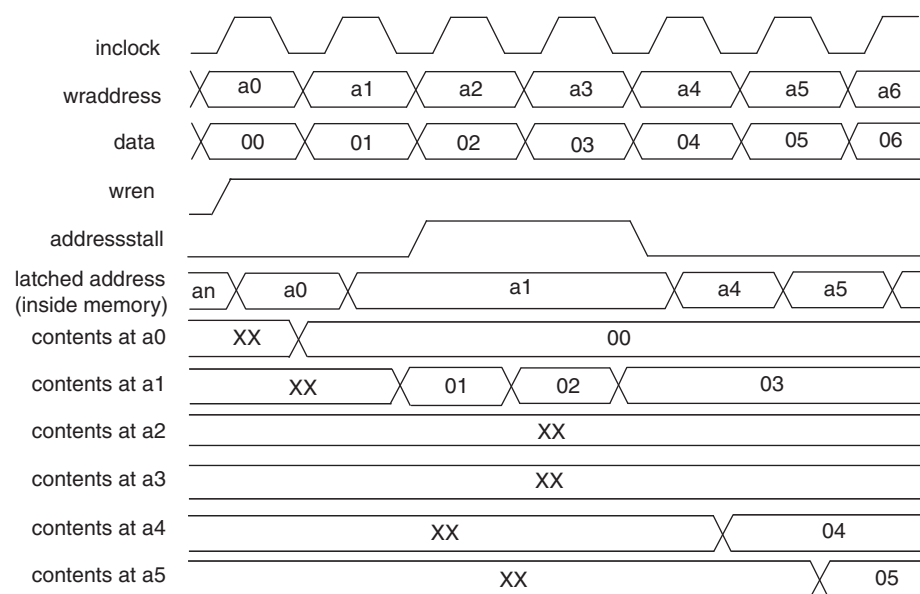 inclock
wraddress a0 a1 a2 a3 a4 a5 a6
data 00 01 02 03 04 05 06
wren
addressstall
latched address
(inside memory) an a0 a1 a4 a5
contents at a0 XX 00
contents at a1 XX 01 02 03
contents at a2 XX
contents at a3 XX
contents at a4 XX 04
contents at a5 XX 05